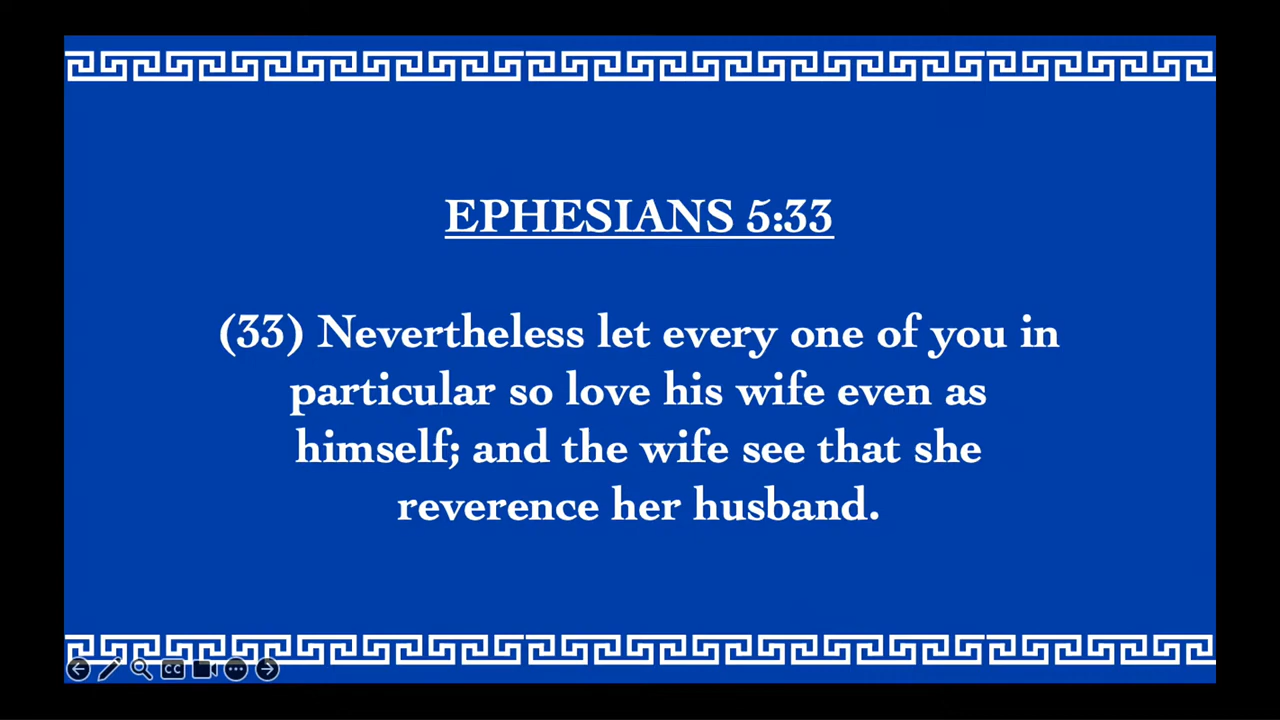 EPHESIANS 5:33
(33) Nevertheless let every one of you in
particular so love his wife even as
himself; and the wife see that she
reverence her husband.
CC